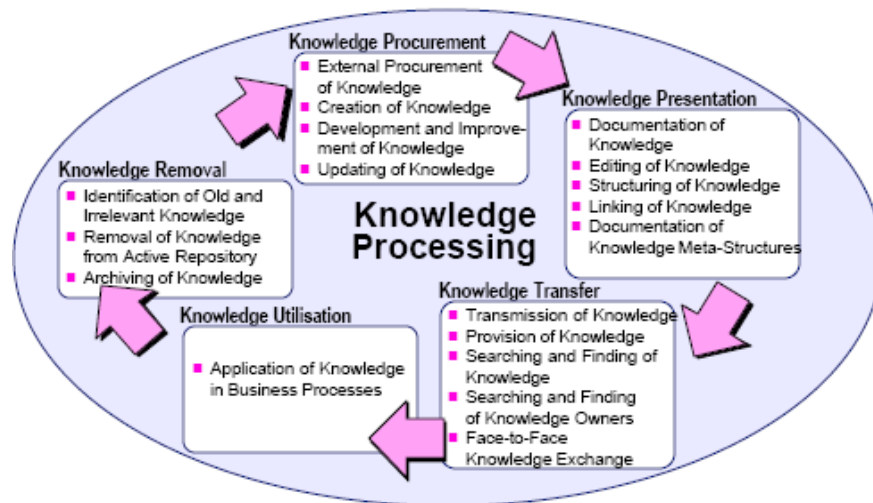 Knowledge Procurement
External Procurement
of Knowledge
Creation of Knowledge
Development and Improve-
ment of Knowledge
Updating of Knowledge
Knowledge Presentation
Documentation of
Knowledge
Editing of Knowledge
Structuring of Knowledge
Linking of Knowledge
Documentation of
Knowledge Meta-Structures
Knowledge Removal
Identification of Old and
Irrelevant Knowledge
Removal of Knowledge
from Active Repository
Archiving of Knowledge
Knowledge
Processing
Knowledge Transfer
Transmission of Knowledge
Provision of Knowledge
Searching and Finding of
Knowledge
Searching and Finding
of Knowledge Owners
Face-to-Face
Knowledge Exchange
Knowledge Utilisation
Application of Knowledge
in Business Processes